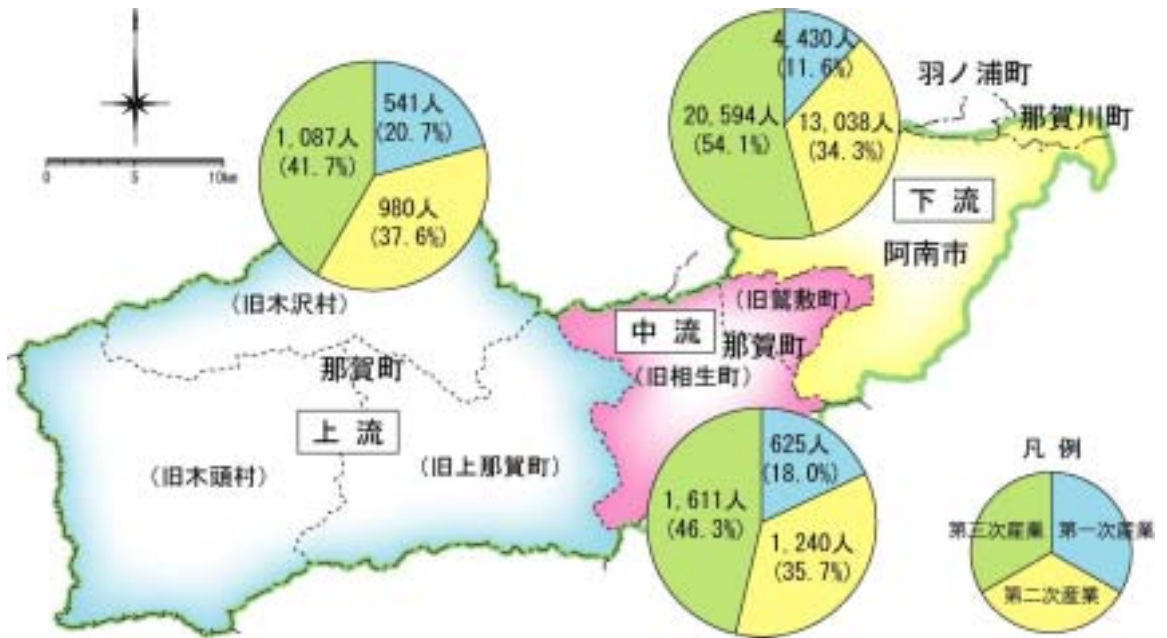 0 5 10km
541人
(20.7%)
1,087人
(41.7%)
980人
(37.6%)
4,430人
(11.6%)
20,594人
(54.1%)
13,038人
(34.3%)
羽ノ浦町
那賀川町
下流
阿南市
(旧木沢村)
那賀町
上流
(旧木頭村)
(旧上那賀町)
中流
(旧鷲敷町)
那賀町
(旧相生町)
625人
(18.0%)
1,611人
(46.3%)
1,240人
(35.7%)
凡例
第三次産業
第一次産業
第二次産業